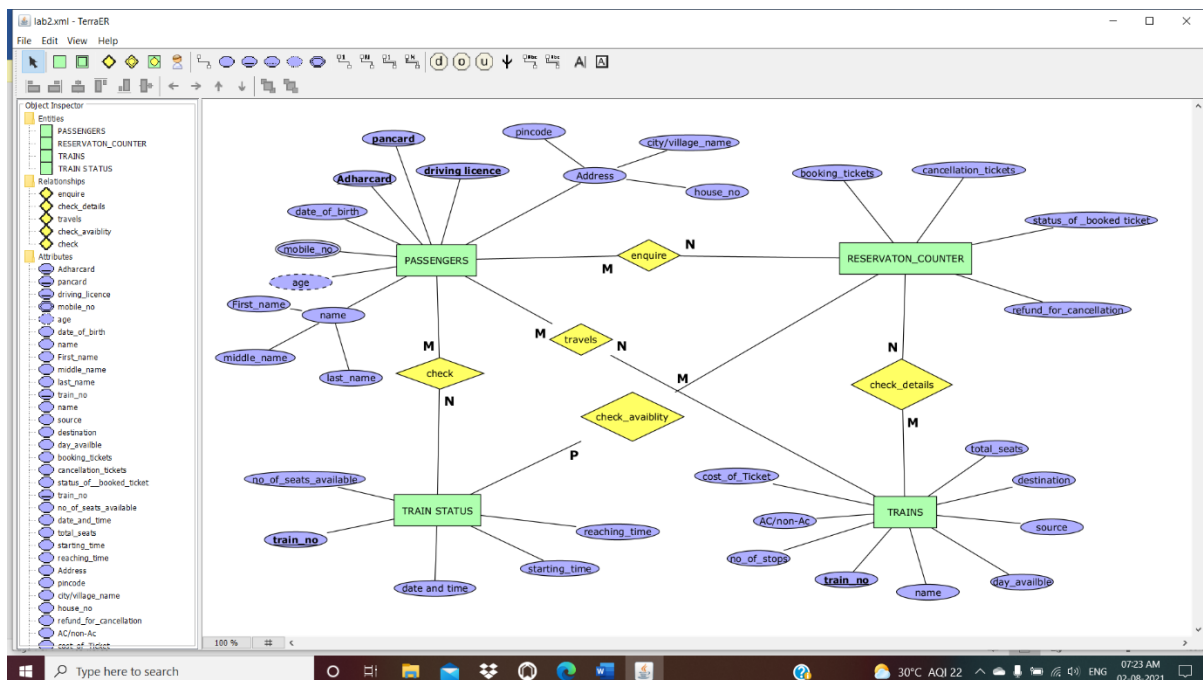 lab2.xml - TerraER
File Edit View Help
Object Inspector
Entities
PASSENGERS
RESERVATON_COUNTER
TRAINS
TRAIN STATUS
Relationships
enquire
check_details
travels
check_avaiblity
check
Attributes
Adharcard
pancard
driving_licence
mobile_no
age
date_of_birth
name
First_name
middle_name
last_name
train_no
name
source
destination
day_availble
booking_tickets
cancellation_tickets
status_of__booked_ticket
train_no
no_of_seats_available
date_and_time
total_seats
starting_time
reaching_time
Address
pincode
city/village_name
house_no
refund_for_cancellation
AC/non-Ac
cost_of_Ticket
pancard
pincode
city/village_name
Adharcard
driving licence
Address
house_no
booking_tickets
cancellation_tickets
date_of_birth
status_of_booked ticket
mobile_no
PASSENGERS
M
enquire
N
RESERVATON_COUNTER
age
First_name
name
refund_for_cancellation
middle_name
last_name
M
check
N
M
travels
N
M
check_avaiblity
P
N
check_details
M
no_of_seats_available
TRAIN STATUS
train_no
reaching_time
starting_time
date and time
total_seats
cost_of_Ticket
destination
AC/non-Ac
TRAINS
source
no_of_stops
train_no
name
day_availble
100 %
Type here to search
30°C AQI 22
ENG
07:23 AM
02-08-2021